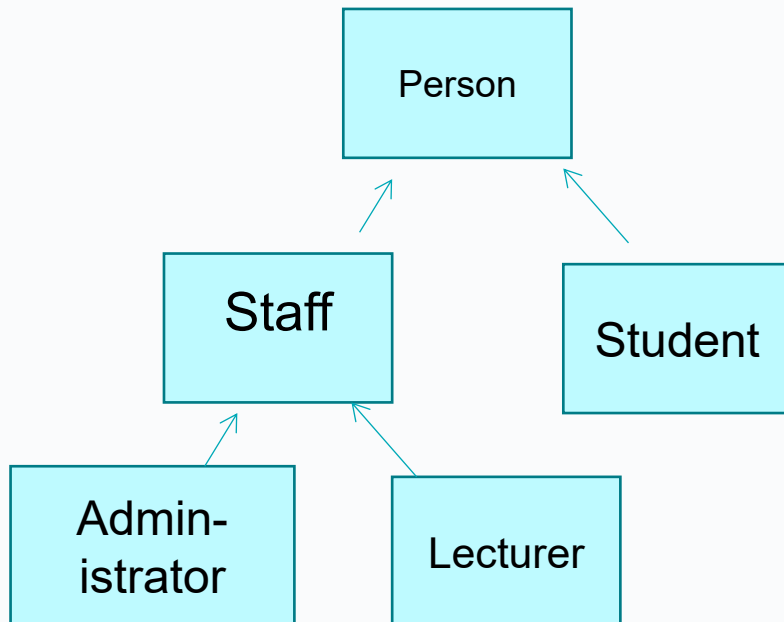 Person
Staff
Student
Admin-
istrator
Lecturer